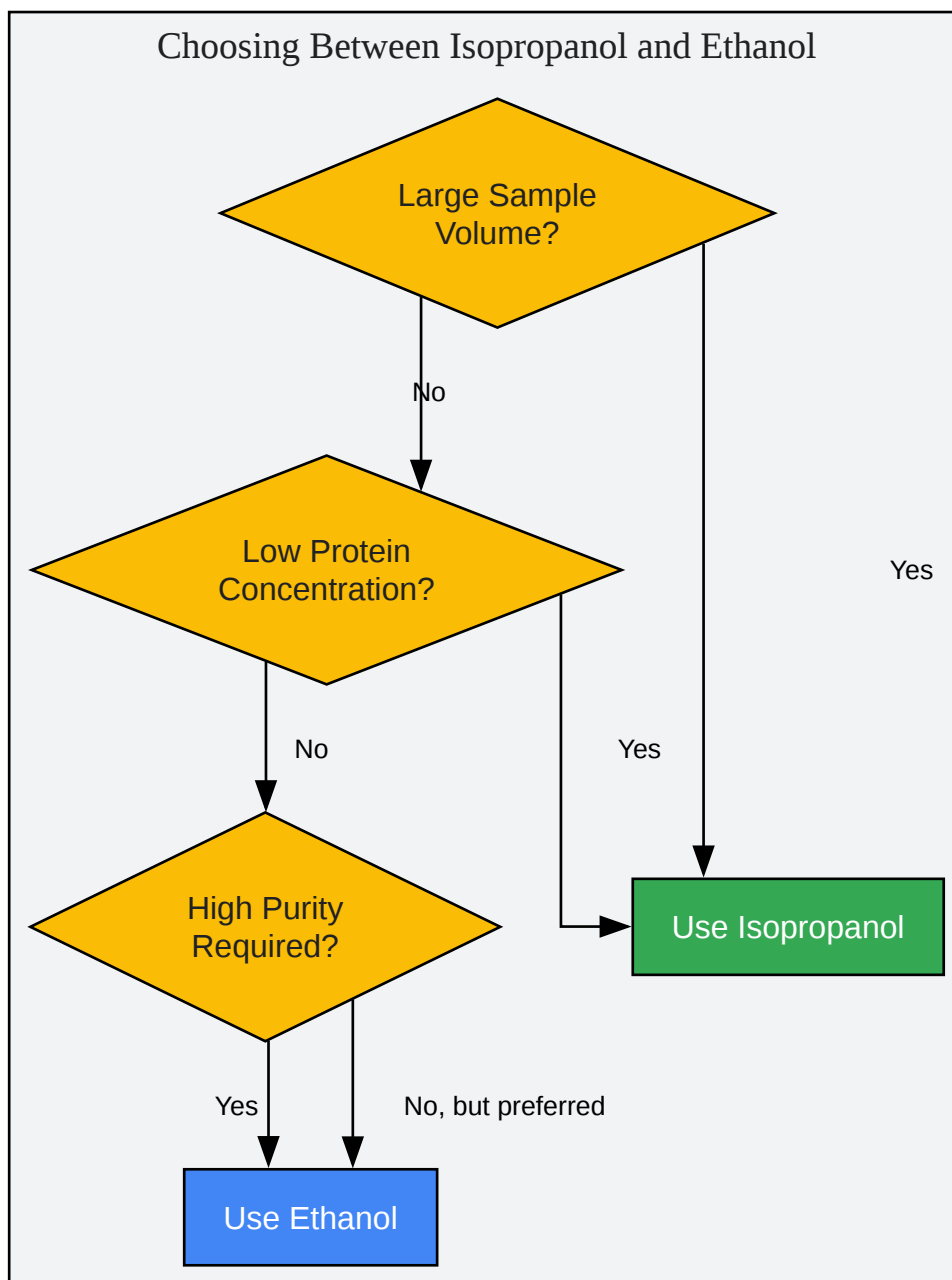 Choosing Between Isopropanol and Ethanol
Large Sample
Volume?
No
Low Protein
Concentration?
Yes
No
Yes
High Purity
Required?
Use Isopropanol
Yes
No, but preferred
Use Ethanol